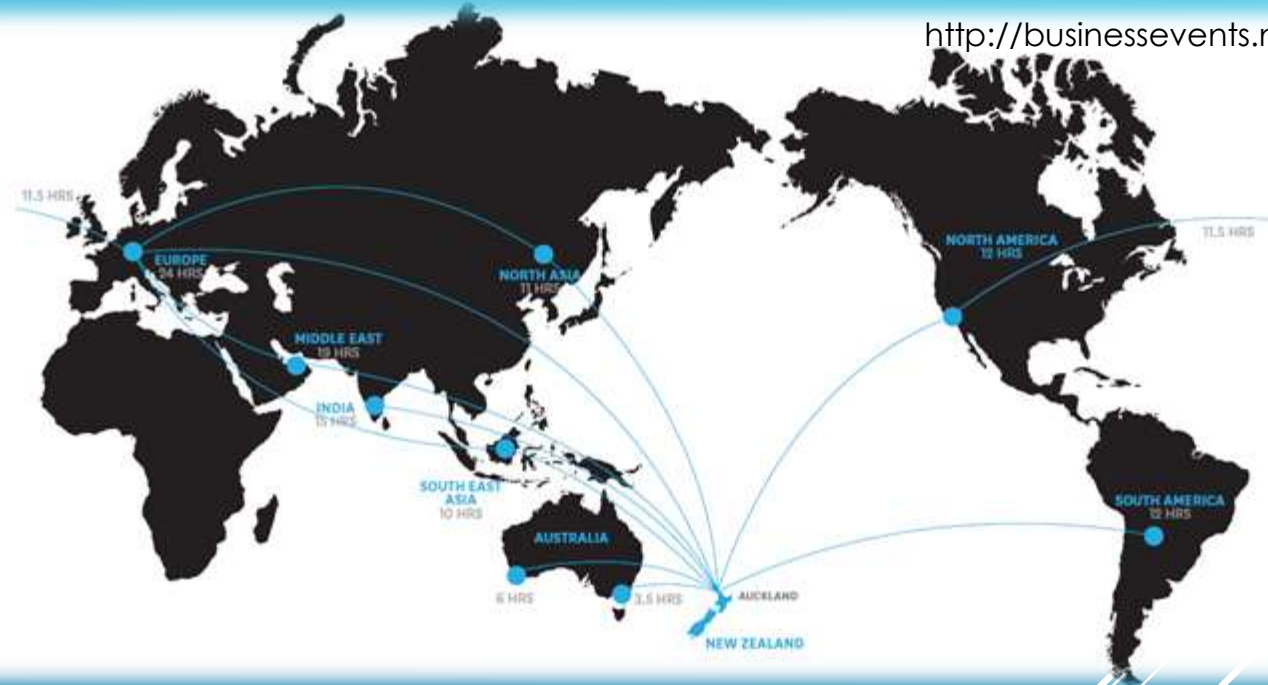 http://businessevents.n
11.5 HRS
EUROPE
24 HRS
NORTH ASIA
11 HRS
NORTH AMERICA
12 HRS
11.5 HRS
MIDDLE EAST
19 HRS
INDIA
15 HRS
SOUTH EAST
ASIA
10 HRS
SOUTH AMERICA
12 HRS
AUSTRALIA
6 HRS
3.5 HRS
AUCKLAND
NEW ZEALAND